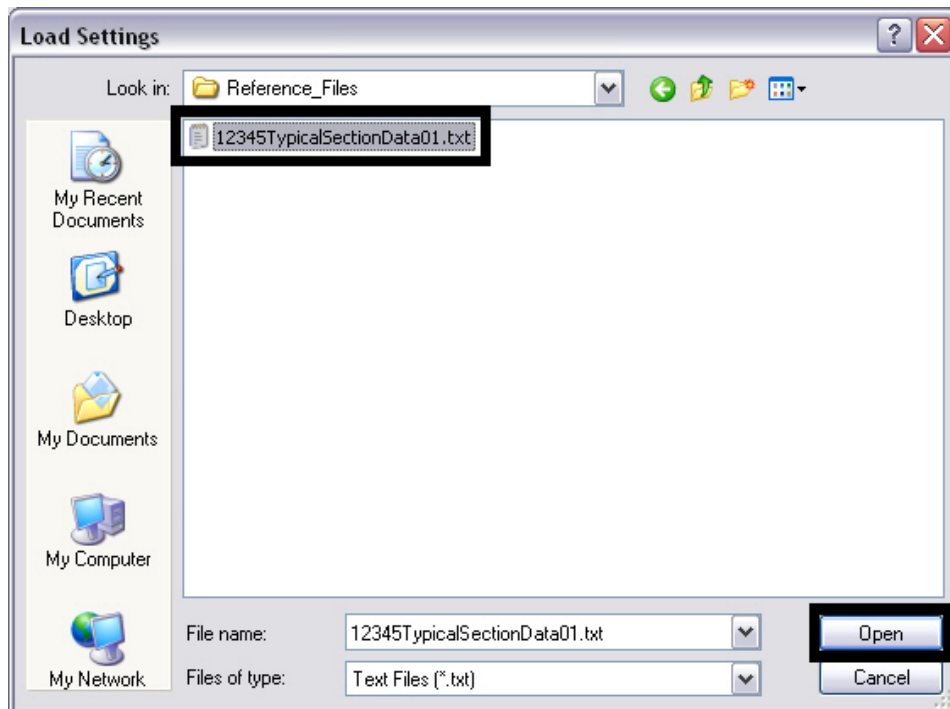 Load Settings
Look in:
Reference_Files
12345TypicalSectionData01.txt
My Recent
Documents
Desktop
My Documents
My Computer
My Network
File name:
12345TypicalSectionData01.txt
Open
Files of type:
Text Files (*.txt)
Cancel